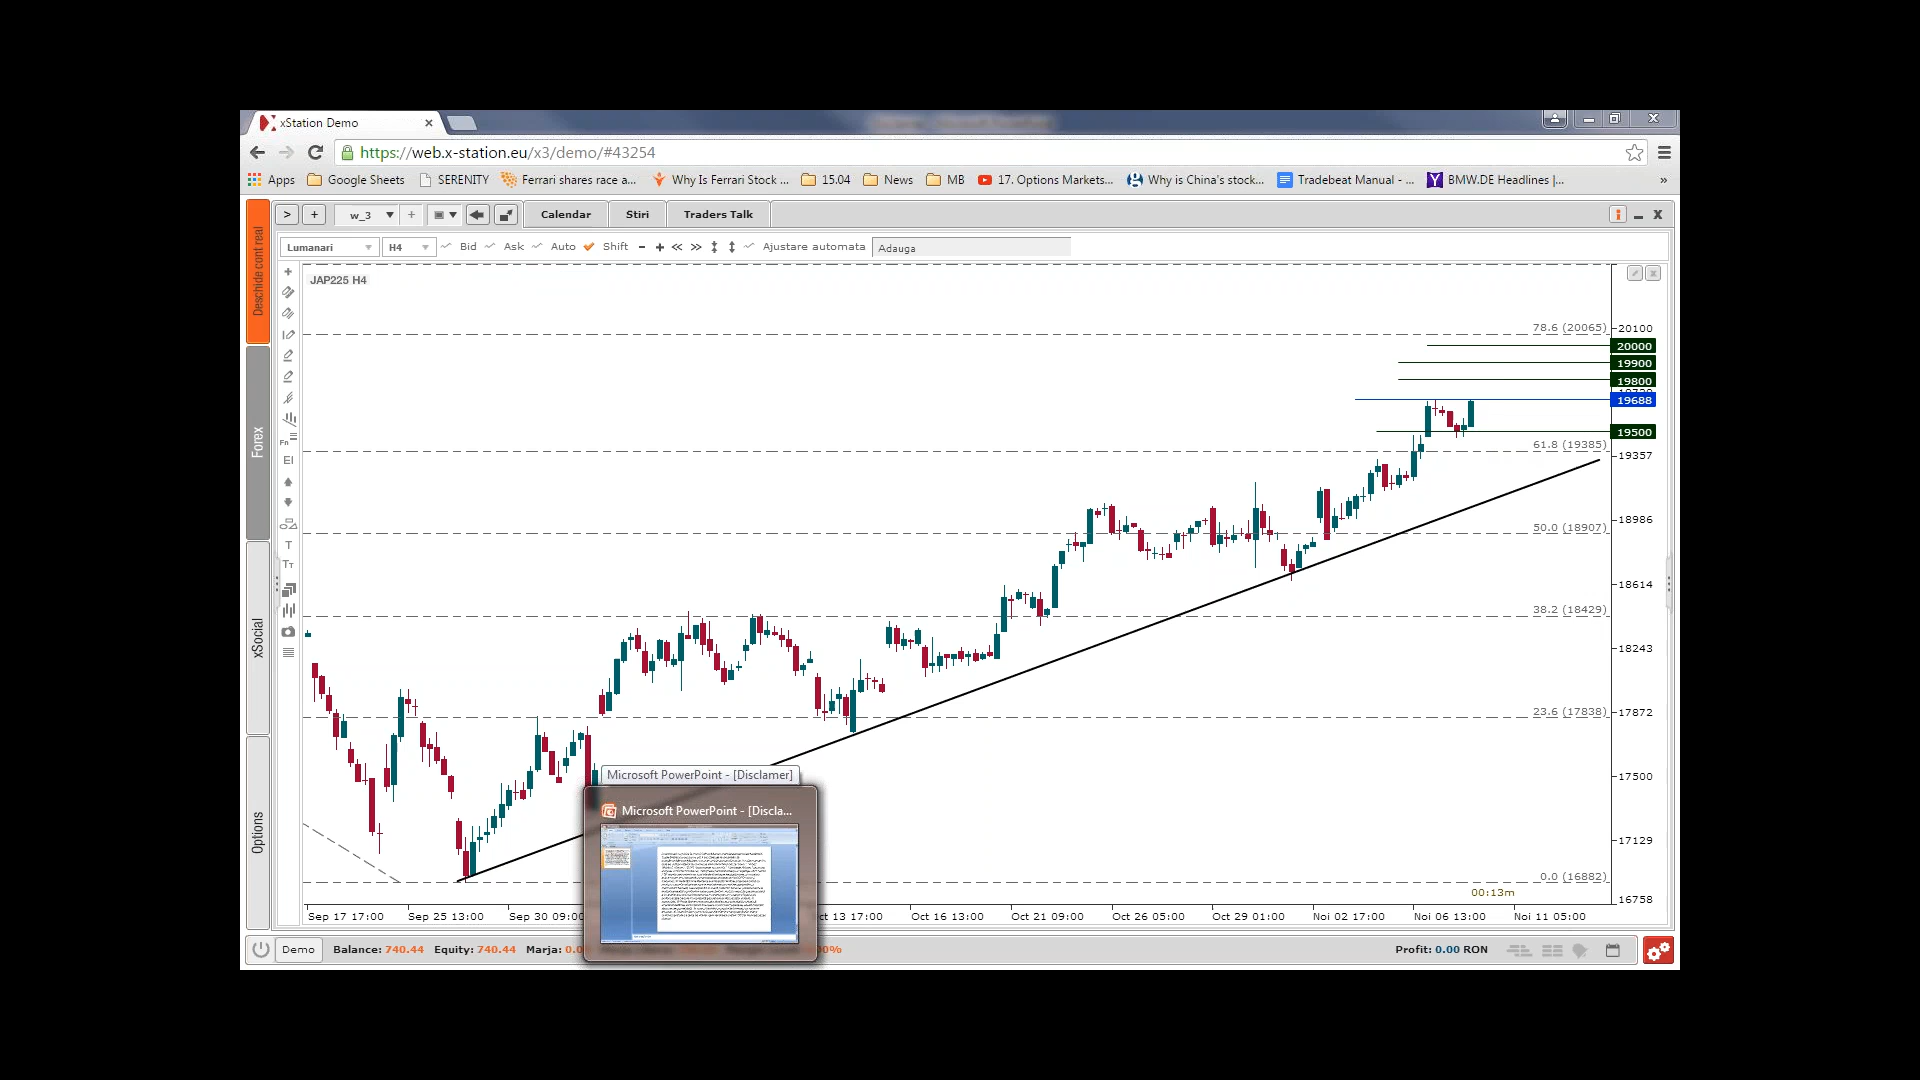 xStation Demo
https://web.x-station.eu/x3/demo/#43254
Apps Google Sheets SERENITY Ferrari shares race a... Why Is Ferrari Stock ... 15.04 News MB 17. Options Markets... Why is China's stock... Tradebeat Manual - ... BMW.DE Headlines |... »
> + w_3 + Calendar Stiri Traders Talk
Lumanari H4 Bid Ask Auto Shift - + << >> Ajustare automata Adauga
Deschide cont real
Forex
xSocial
Options
JAP225 H4
78.6 (20065) 20100
20000
19900
19800
19688
19500
61.8 (19385)
19357
18986
50.0 (18907)
18614
38.2 (18429)
18243
23.6 (17838) 17872
17500
17129
0.0 (16882)
00:13m
16758
Fn
EI
T
TT
Microsoft PowerPoint - [Disclamer]
Microsoft PowerPoint - [Discla...
Sep 17 17:00 Sep 25 13:00 Sep 30 09:00 ct 13 17:00 Oct 16 13:00 Oct 21 09:00 Oct 26 05:00 Oct 29 01:00 Noi 02 17:00 Noi 06 13:00 Noi 11 05:00
Demo Balance: 740.44 Equity: 740.44 Marja: 0.0 00% Profit: 0.00 RON